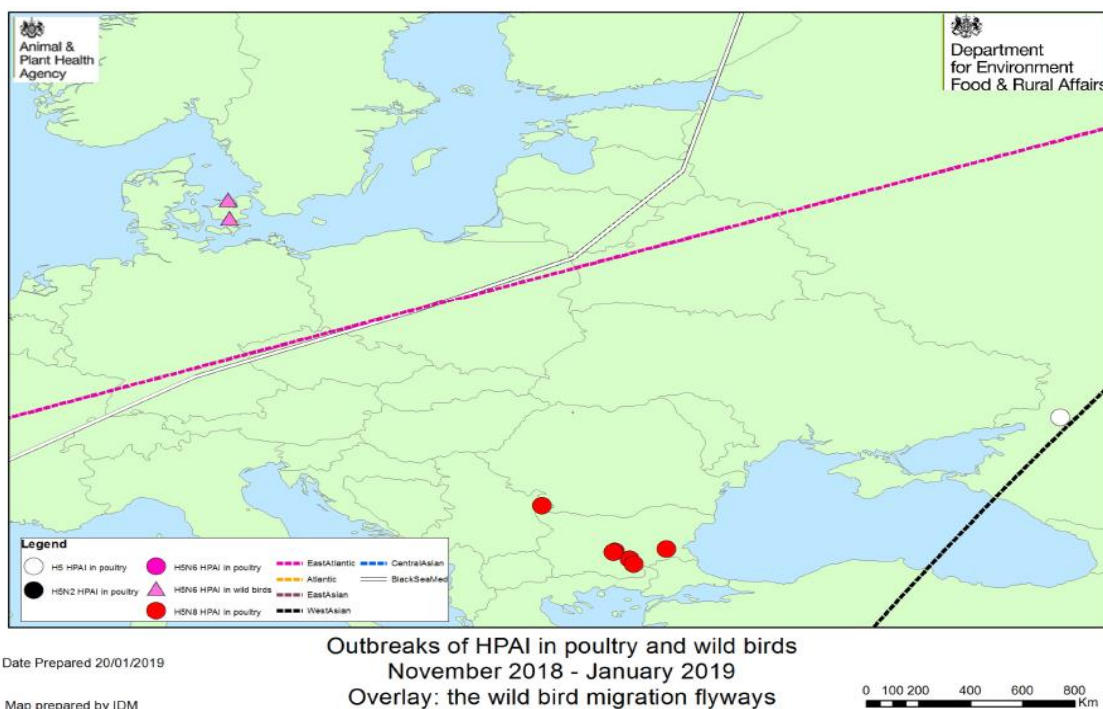 Animal &
Plant Health
Agency
Department
for Environment
Food & Rural Affairs
Legend
H5 HPAI in poultry
H5N2 HPAI in poultry
H5N6 HPAI in poultry
H5N6 HPAI in wild birds
H5N8 HPAI in poultry
EastAtlantic
Atlantic
EastAsian
WestAsian
CentralAsian
BlackSeaMed
Date Prepared 20/01/2019
Map prepared by IDM
Outbreaks of HPAI in poultry and wild birds
November 2018 - January 2019
Overlay: the wild bird migration flyways
0 100 200 400 600 800
Km